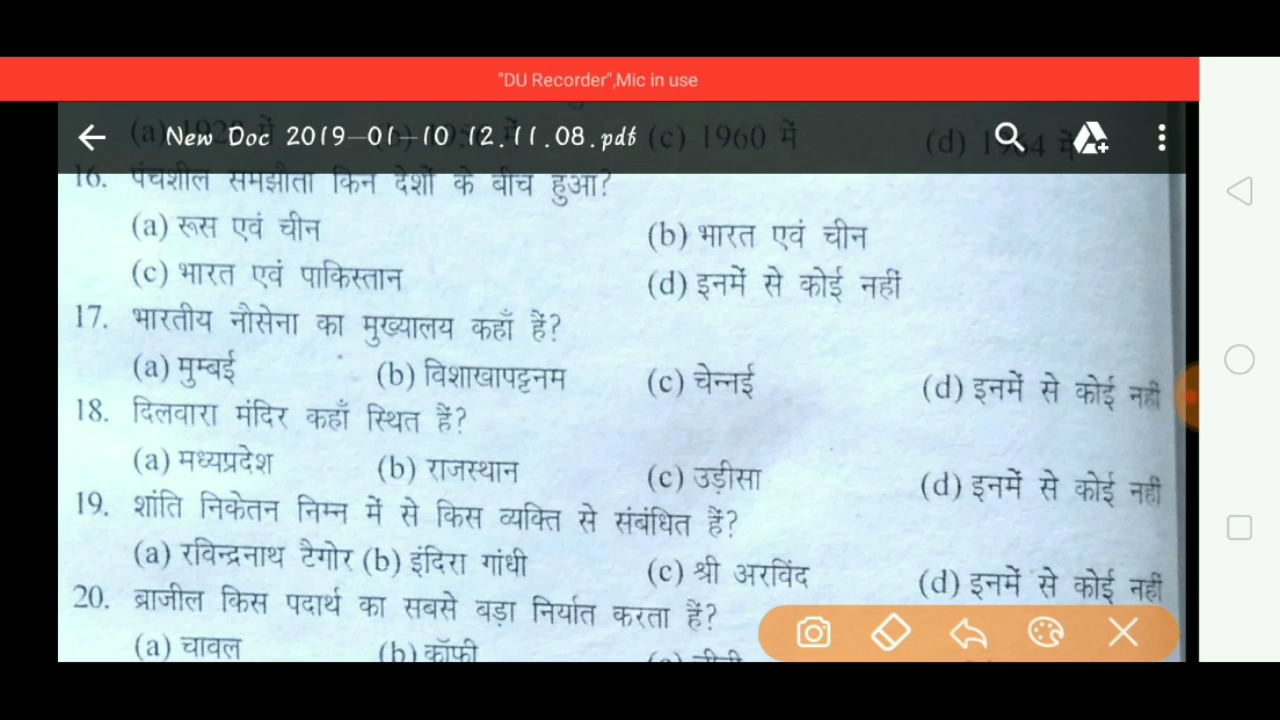 "DU Recorder",Mic in use
New Doc 2019-01-10 12.11.08.pdf
(c) 1960 में
16. पंचशील समझौता किन देशों के बीच हुआ?
(a) रूस एवं चीन (b) भारत एवं चीन
(c) भारत एवं पाकिस्तान (d) इनमें से कोई नहीं
17. भारतीय नौसेना का मुख्यालय कहाँ हैं?
(a) मुम्बई (b) विशाखापट्टनम (c) चेन्नई (d) इनमें से कोई नहीं
18. दिलवारा मंदिर कहाँ स्थित हैं?
(a) मध्यप्रदेश (b) राजस्थान (c) उड़ीसा (d) इनमें से कोई नहीं
19. शांति निकेतन निम्न में से किस व्यक्ति से संबंधित हैं?
(a) रविन्द्रनाथ टैगोर (b) इंदिरा गांधी (c) श्री अरविंद (d) इनमें से कोई नहीं
20. ब्राजील किस पदार्थ का सबसे बड़ा निर्यात करता हैं?
(a) चावल (b) कॉफी